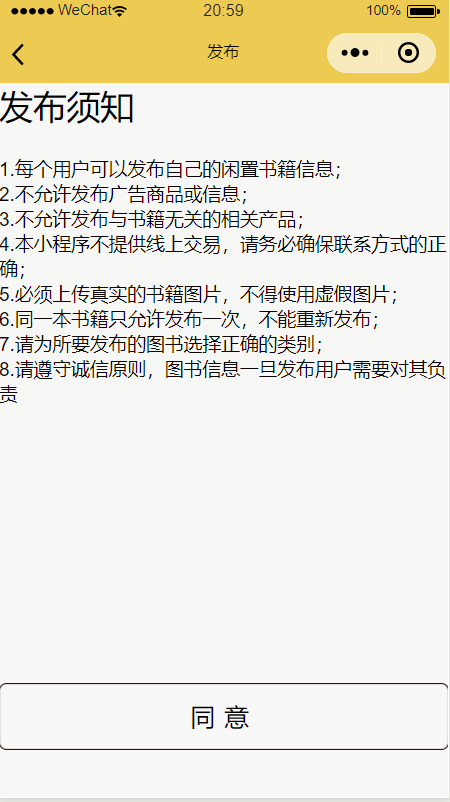 WeChat 20:59 100%
发布
发布须知
1.每个用户可以发布自己的闲置书籍信息；
2.不允许发布广告商品或信息；
3.不允许发布与书籍无关的相关产品；
4.本小程序不提供线上交易，请务必确保联系方式的正
确；
5.必须上传真实的书籍图片，不得使用虚假图片；
6.同一本书籍只允许发布一次，不能重新发布；
7.请为所要发布的图书选择正确的类别；
8.请遵守诚信原则，图书信息一旦发布用户需要对其负
责
同 意